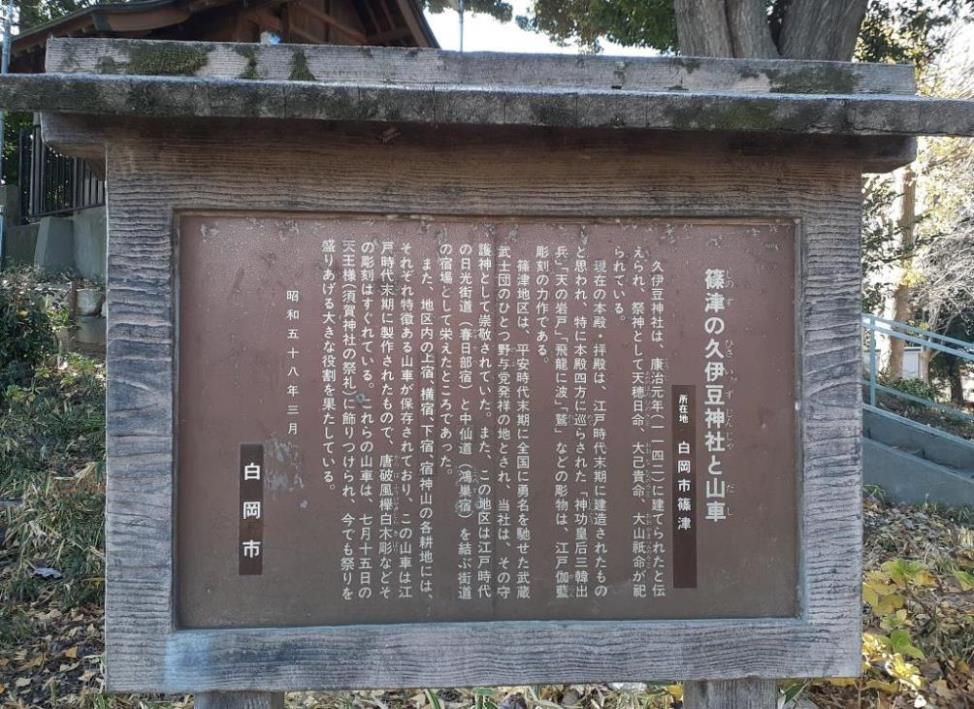 篠津の久伊豆神社と山車
所在地 白岡市篠津
久伊豆神社は、康治元年(一一四二)に建てられたと伝
えられ、祭神として天穂日命、大己貴命、大山祇命が祀
られている。
現在の本殿・拝殿は、江戸時代末期に建造されたもの
と思われ、特に本殿四方に巡らされた「神功皇后三韓出
兵」「天の岩戸」「飛龍に波」「鷲」などの彫物は、江戸伽藍
彫刻の力作である。
篠津地区は、平安時代末期に全国に勇名を馳せた武蔵
武士団のひとつ野与党発祥の地とされ、当社は、その守
護神として崇敬されていた。また、この地区は江戸時代
の日光街道(春日部宿)と中仙道(鴻巣宿)を結ぶ街道
の宿場として栄えたところであった。
また、地区内の上宿、横宿、下宿、宿神山の各耕地には、
それぞれ特徴ある山車が保存されており、この山車は江
戸時代末期に製作されたもので、唐破風欅白木彫などそ
の彫刻はすぐれている。これらの山車は、七月十五日の
天王様(須賀神社の祭礼)に飾りつけられ、今でも祭りを
盛りあげる大きな役割を果たしている。
昭和五十八年三月
白岡市